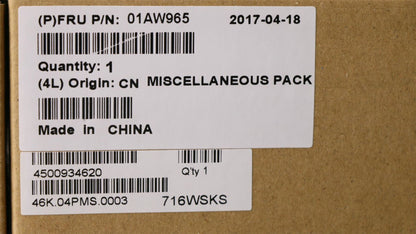 (P)FRU P/N: 01AW965 2017-04-18
Quantity: 1
(4L) Origin: CN MISCELLANEOUS PACK
Made in CHINA
4500934620 Q'ty 1
46K.04PMS.0003 716WSKS